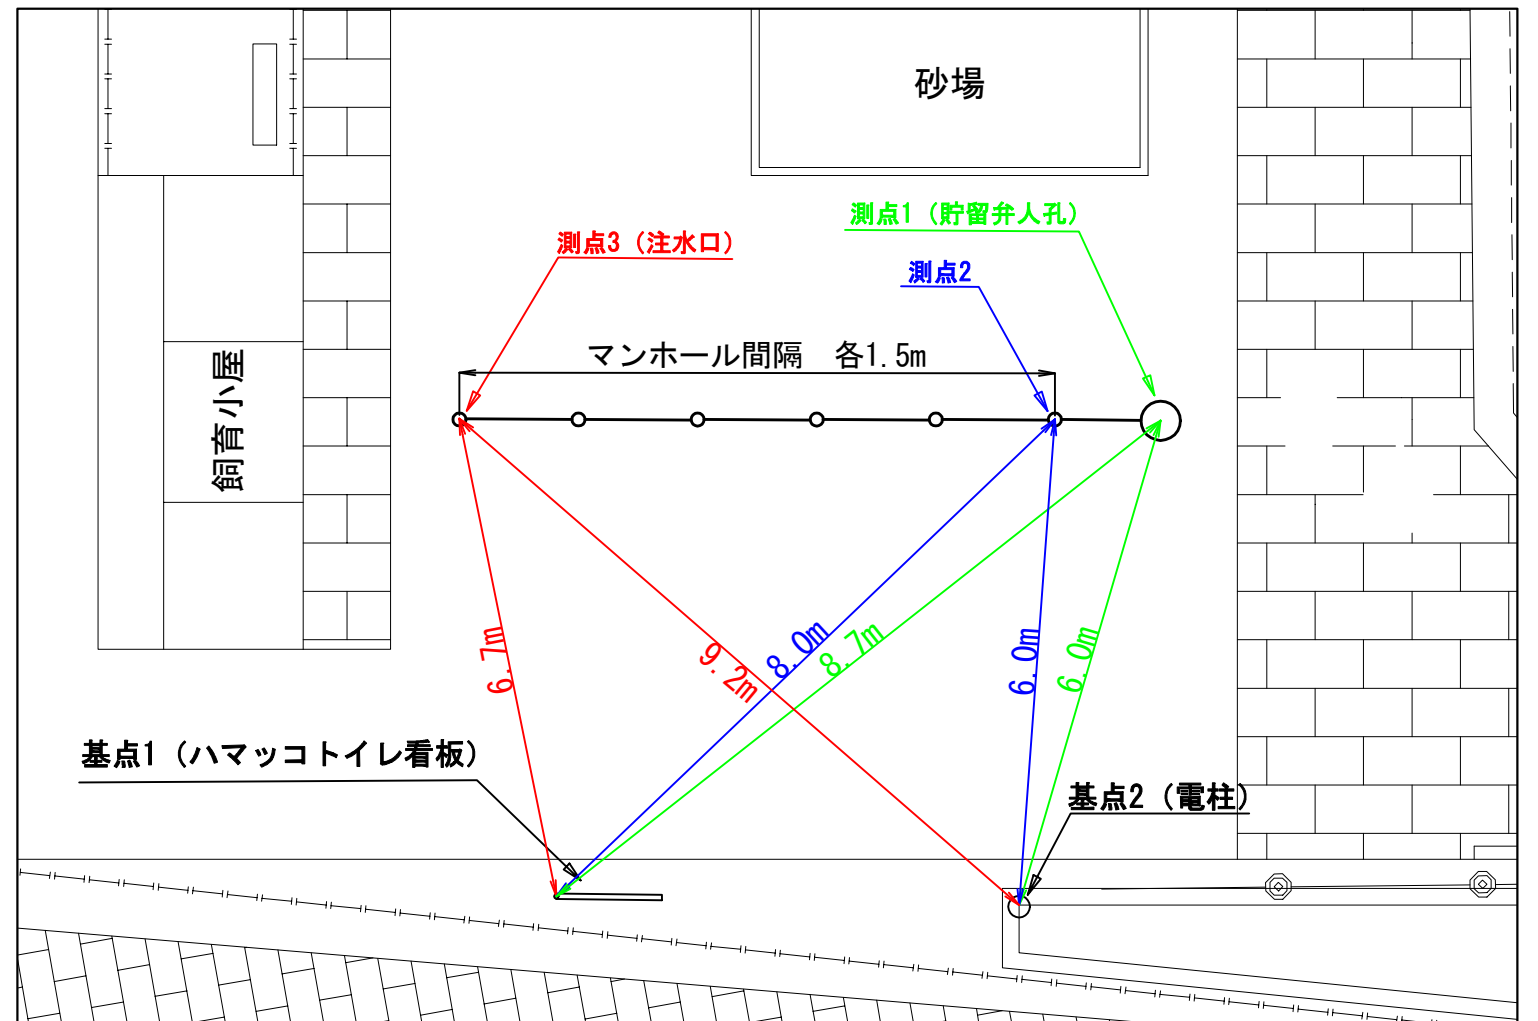 砂場
測点1（貯留弁人孔）
測点3（注水口）
測点2
マンホール間隔　各1.5m
飼育小屋
6.7m
9.2m
8.0m
8.7m
6.0m
6.0m
基点1（ハマッコトイレ看板）
基点2（電柱）